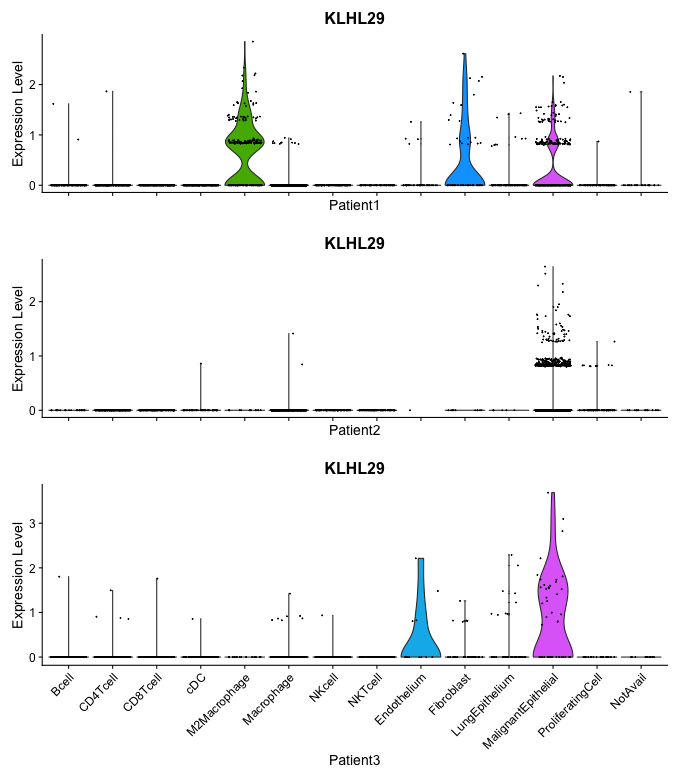 KLHL29
Expression Level
2
1
0
Patient1
KLHL29
Expression Level
2
1
0
Patient2
KLHL29
Expression Level
3
2
1
0
Bcell
CD4Tcell
CD8Tcell
cDC
M2Macrophage
Macrophage
NKcell
NKTcell
Endothelium
Fibroblast
LungEpithelium
MalignantEpithelial
ProliferatingCell
NotAvail
Patient3